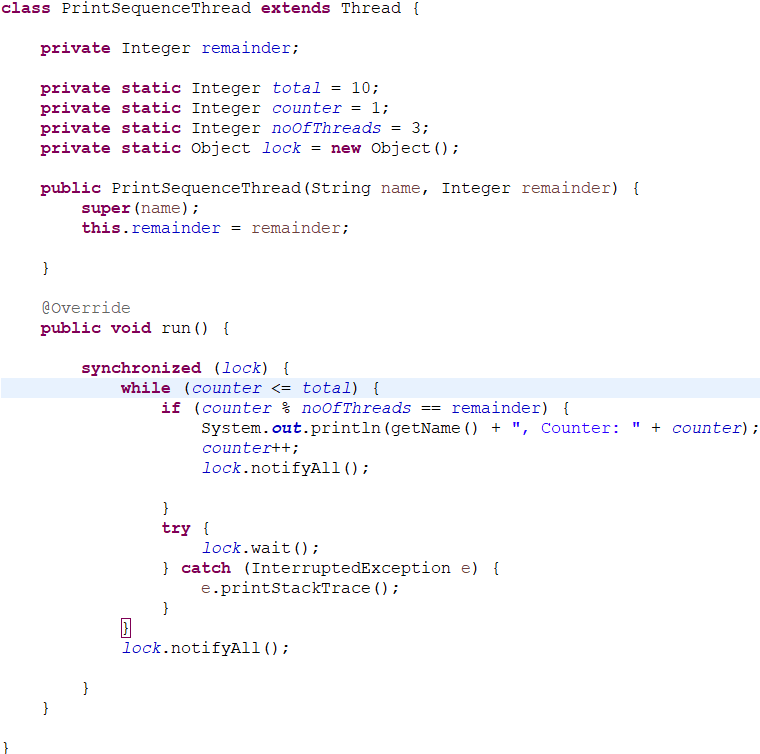 class PrintSequenceThread extends Thread {
private Integer remainder;
private static Integer total = 10;
private static Integer counter = 1;
private static Integer noOfThreads = 3;
private static Object lock = new Object();
public PrintSequenceThread(String name, Integer remainder) {
super(name);
this.remainder = remainder;
}
@Override
public void run() {
synchronized (lock) {
while (counter <= total) {
if (counter % noOfThreads == remainder) {
System.out.println(getName() + ", Counter: " + counter);
counter++;
lock.notifyAll();
}
try {
lock.wait();
} catch (InterruptedException e) {
e.printStackTrace();
}
}
lock.notifyAll();
}
}
}